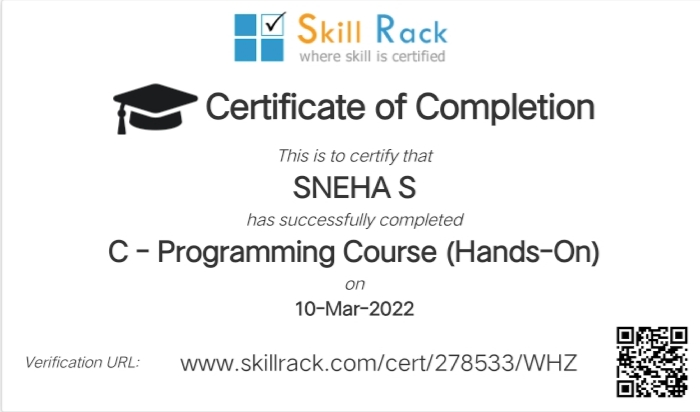 Skill Rack
where skill is certified
Certificate of Completion
This is to certify that
SNEHA S
has successfully completed
C - Programming Course (Hands-On)
on
10-Mar-2022
Verification URL: www.skillrack.com/cert/278533/WHZ